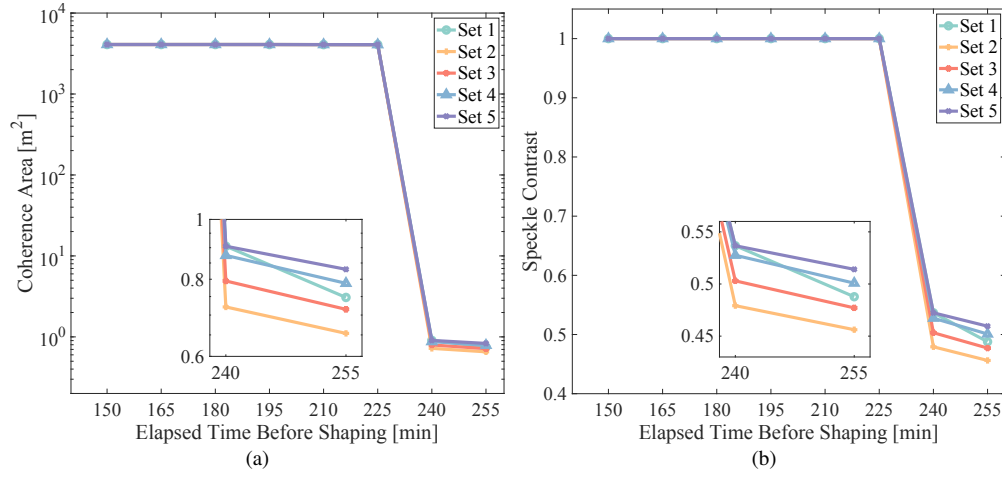 10^4
10^3
10^2
10^1
10^0
Coherence Area [m^2]
Set 1
Set 2
Set 3
Set 4
Set 5
1
0.8
0.6
240 255
150 165 180 195 210 225 240 255
Elapsed Time Before Shaping [min]
(a)
1
0.9
0.8
0.7
0.6
0.5
0.4
Speckle Contrast
Set 1
Set 2
Set 3
Set 4
Set 5
0.55
0.5
0.45
240 255
150 165 180 195 210 225 240 255
Elapsed Time Before Shaping [min]
(b)